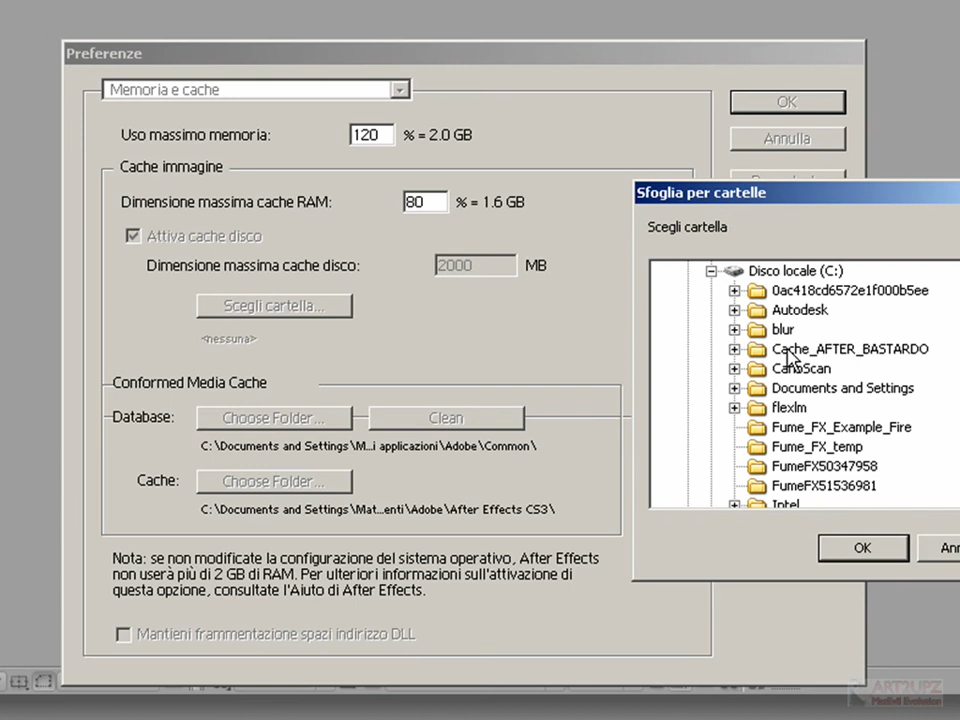 Preferenze
Memoria e cache
OK
Uso massimo memoria: 120 % = 2.0 GB
Annulla
Cache immagine
Sfoglia per cartelle
Dimensione massima cache RAM: 80 % = 1.6 GB
Scegli cartella
Attiva cache disco
Dimensione massima cache disco: 2000 MB
Disco locale (C:)
0ac418cd6572e1f000b5ee
Scegli cartella...
Autodesk
blur
<nessuna>
Cache_AFTER_BASTARDO
CanoScan
Conformed Media Cache
Documents and Settings
flexlm
Database: Choose Folder... Clean
Fume_FX_Example_Fire
C:\Documents and Settings\M...i applicazioni\Adobe\Common\
Fume_FX_temp
FumeFX50347958
Cache: Choose Folder...
FumeFX51536981
Intel
C:\Documents and Settings\Mat...enti\Adobe\After Effects CS3\
OK
Nota: se non modificate la configurazione del sistema operativo, After Effects
non userà più di 2 GB di RAM. Per ulteriori informazioni sull'attivazione di
questa opzione, consultate l'Aiuto di After Effects.
Mantieni frammentazione spazi indirizzo DLL
ART2UPZ